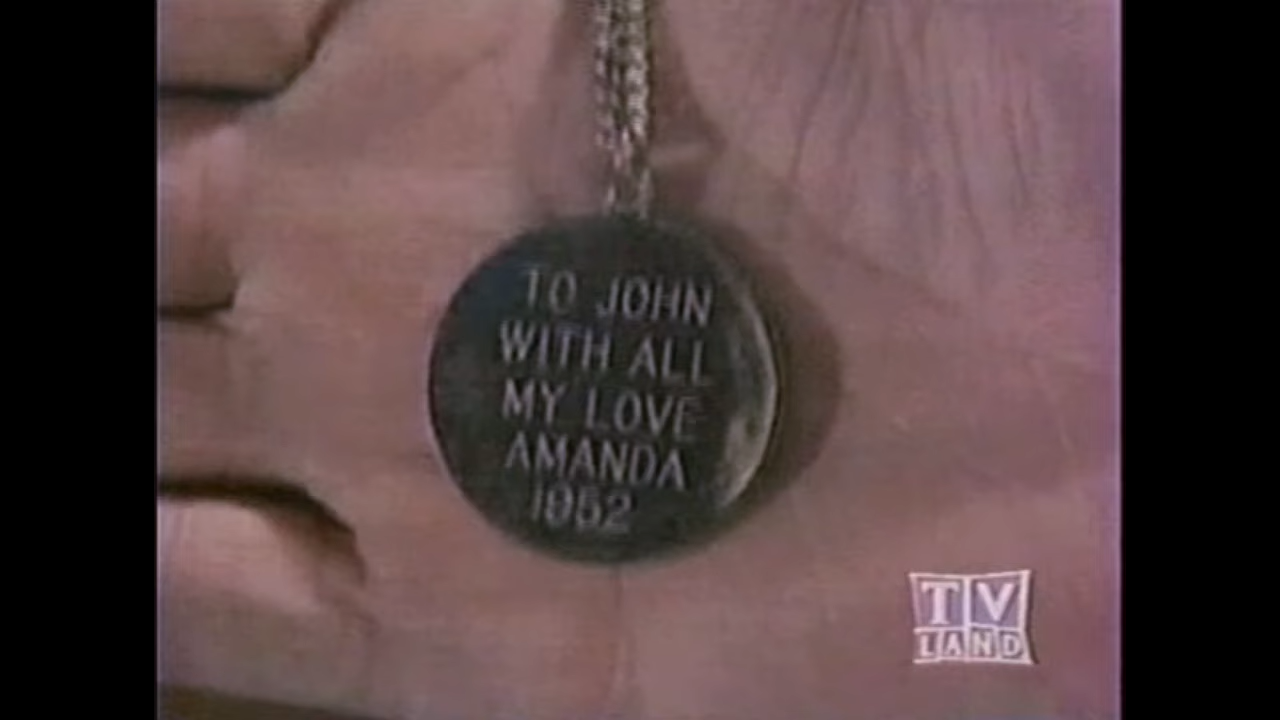 TO JOHN
WITH ALL
MY LOVE
AMANDA
1952
TV
LAND